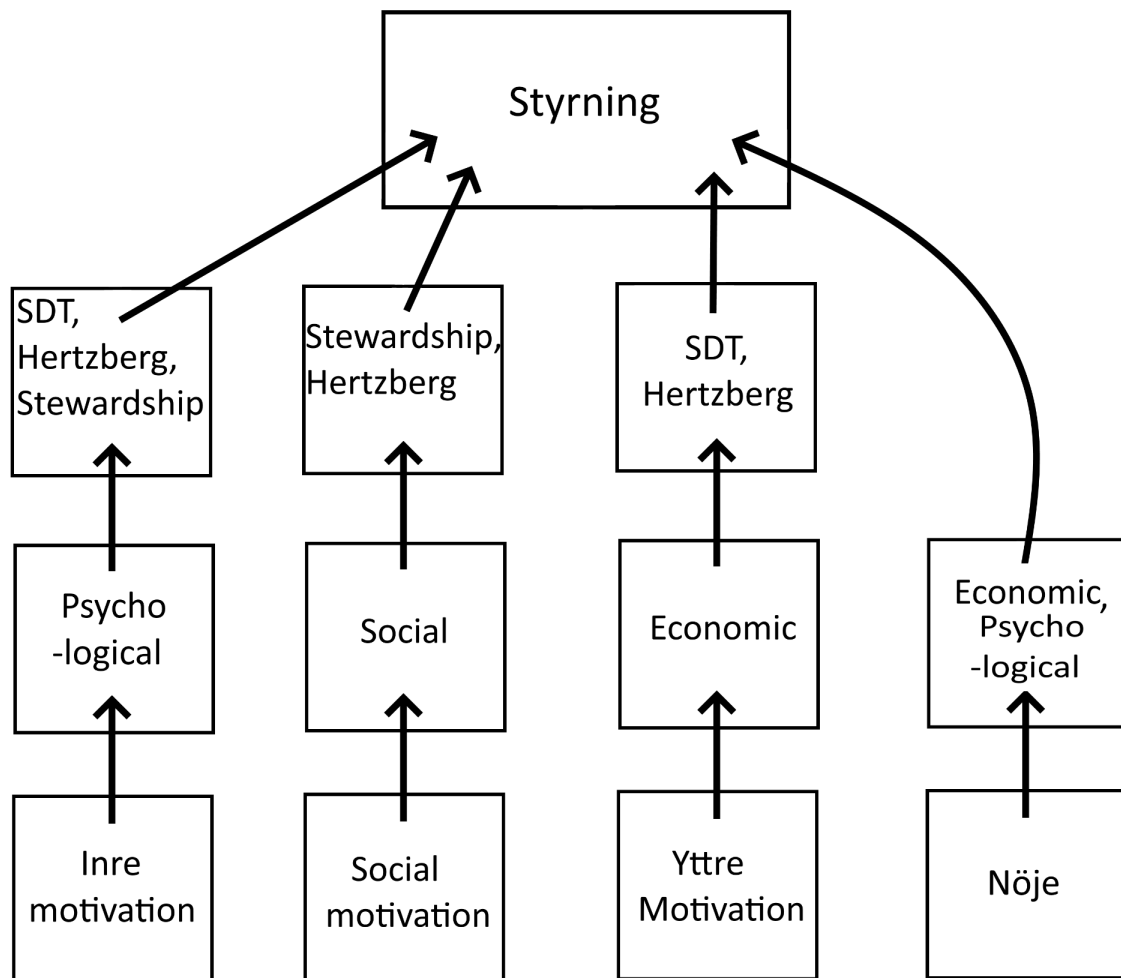 Styrning
SDT,
Hertzberg,
Stewardship
Stewardship,
Hertzberg
SDT,
Hertzberg
Psycho
-logical
Social
Economic
Economic,
Psycho
-logical
Inre
motivation
Social
motivation
Yttre
Motivation
Nöje